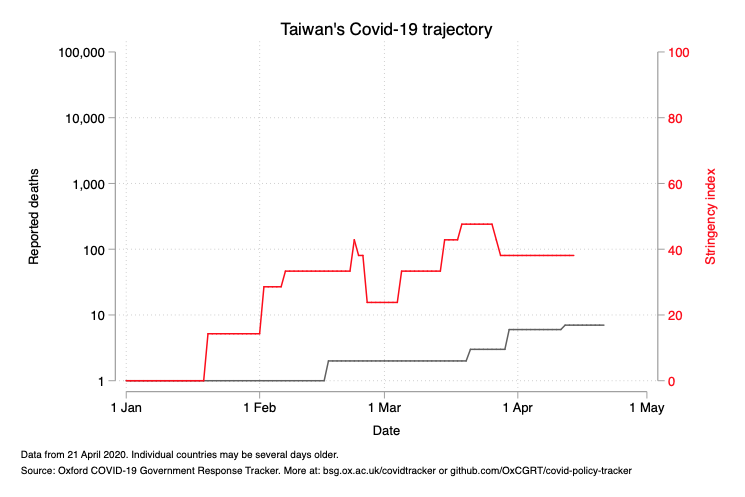 Taiwan's Covid-19 trajectory
100,000
10,000
1,000
100
10
1
Reported deaths
100
80
60
40
20
0
Stringency index
1 Jan
1 Feb
1 Mar
1 Apr
1 May
Date
Data from 21 April 2020. Individual countries may be several days older.
Source: Oxford COVID-19 Government Response Tracker. More at: bsg.ox.ac.uk/covidtracker or github.com/OxCGRT/covid-policy-tracker